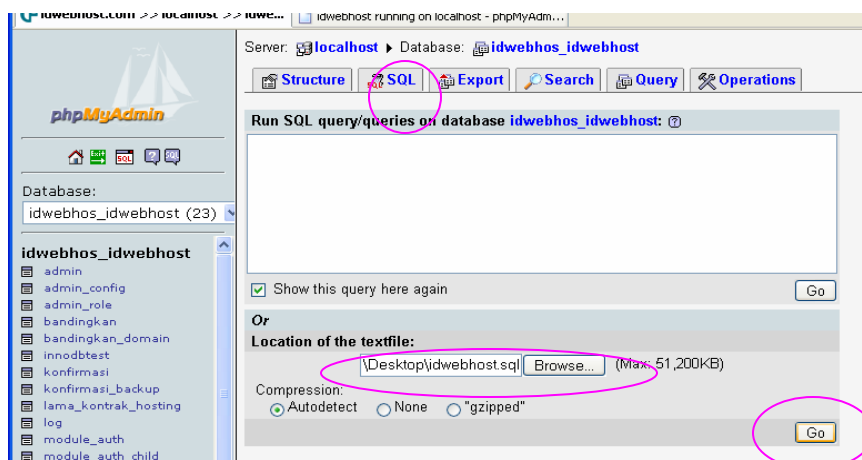 idwebhost.com >> localhost >> idwe... idwebhost running on localhost - phpMyAdm...
Server: localhost ▸ Database: idwebhos_idwebhost
Structure SQL Export Search Query Operations
phpMyAdmin
Run SQL query/queries on database idwebhos_idwebhost:
Database:
idwebhos_idwebhost (23)
idwebhos_idwebhost
admin
admin_config
admin_role
bandingkan
bandingkan_domain
innodbtest
konfirmasi
konfirmasi_backup
lama_kontrak_hosting
log
module_auth
module_auth_child
Show this query here again Go
Or
Location of the textfile:
\Desktop\idwebhost.sql Browse... (Max: 51,200KB)
Compression:
Autodetect None "gzipped"
Go